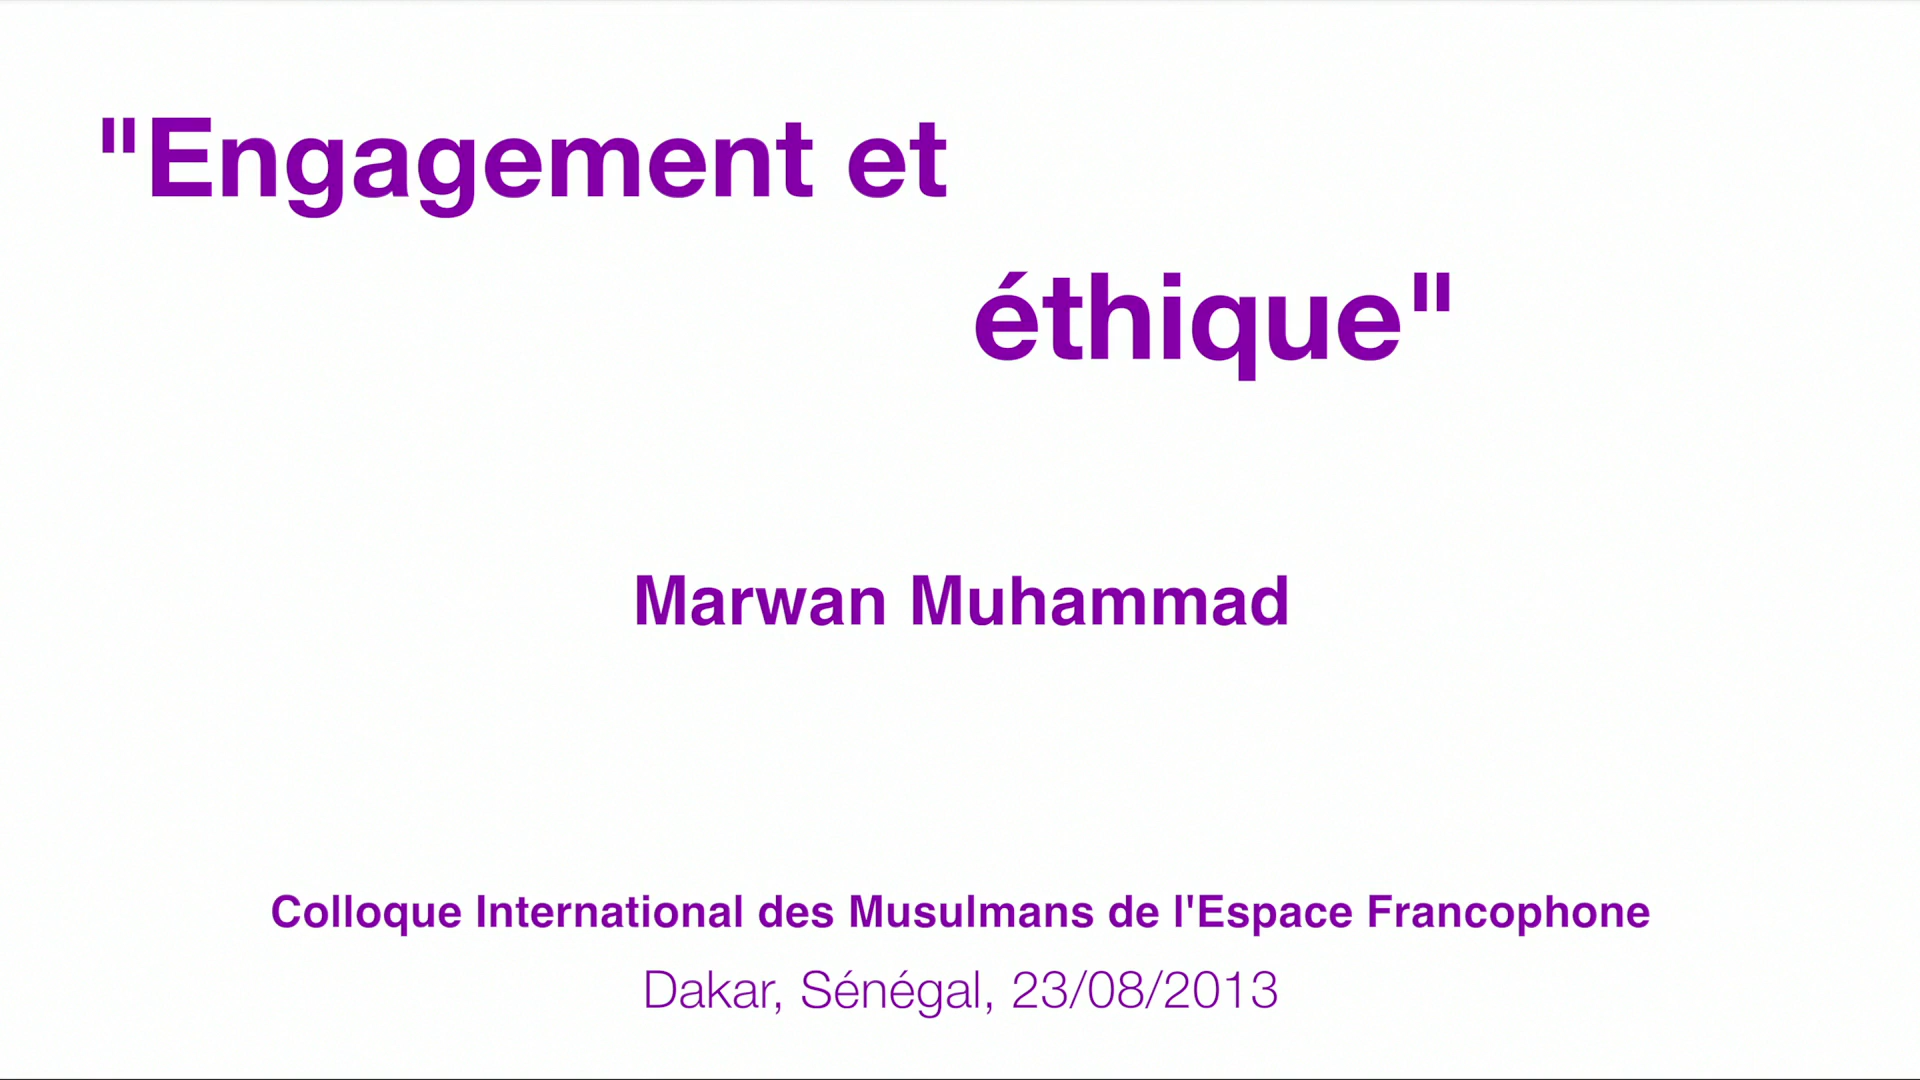 "Engagement et
éthique"
Marwan Muhammad
Colloque International des Musulmans de l'Espace Francophone
Dakar, Sénégal, 23/08/2013